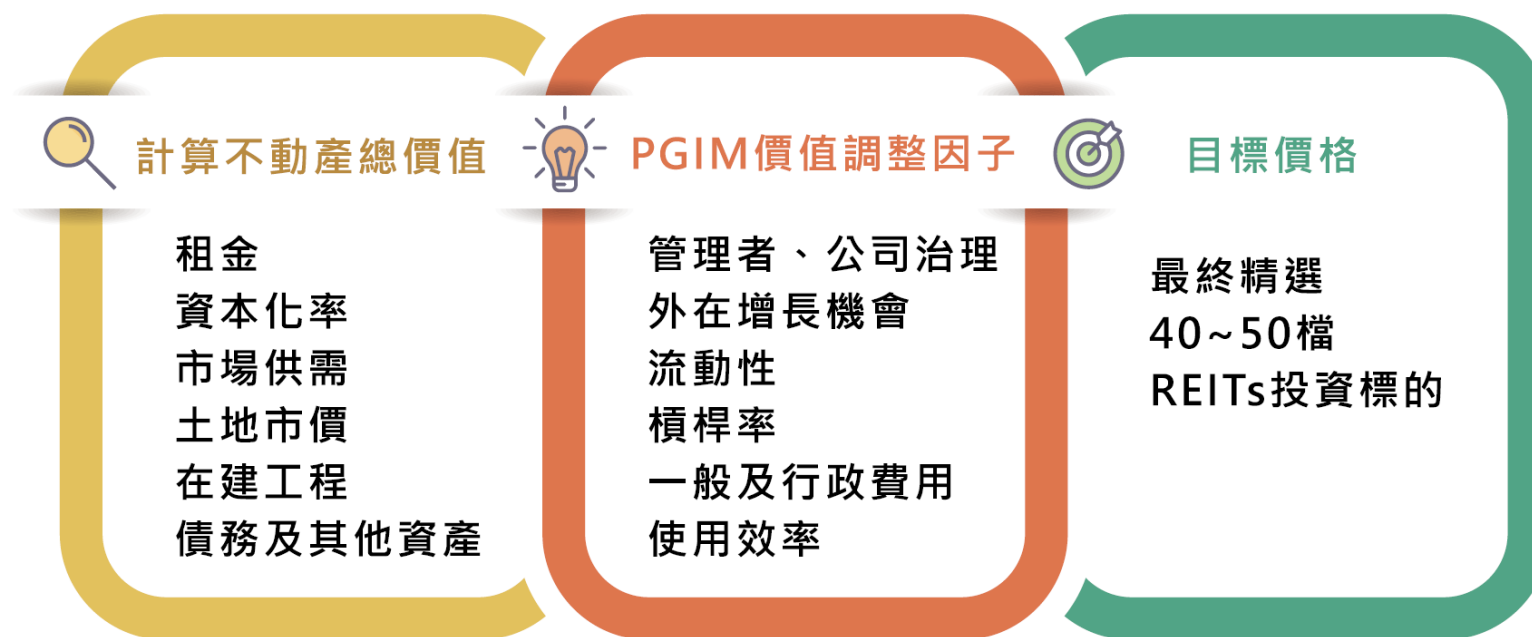 計算不動產總價值
租金
資本化率
市場供需
土地市價
在建工程
債務及其他資產
PGIM價值調整因子
管理者、公司治理
外在增長機會
流動性
槓桿率
一般及行政費用
使用效率
目標價格
最終精選
40~50檔
REITs投資標的